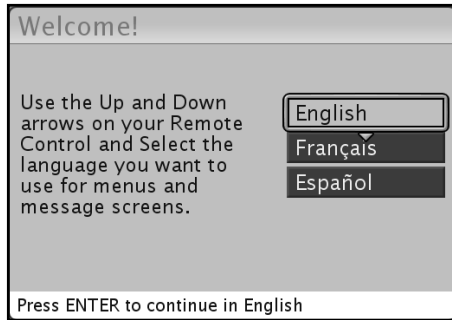 Welcome!
Use the Up and Down
arrows on your Remote
Control and Select the
language you want to
use for menus and
message screens.
English
Français
Español
Press ENTER to continue in English